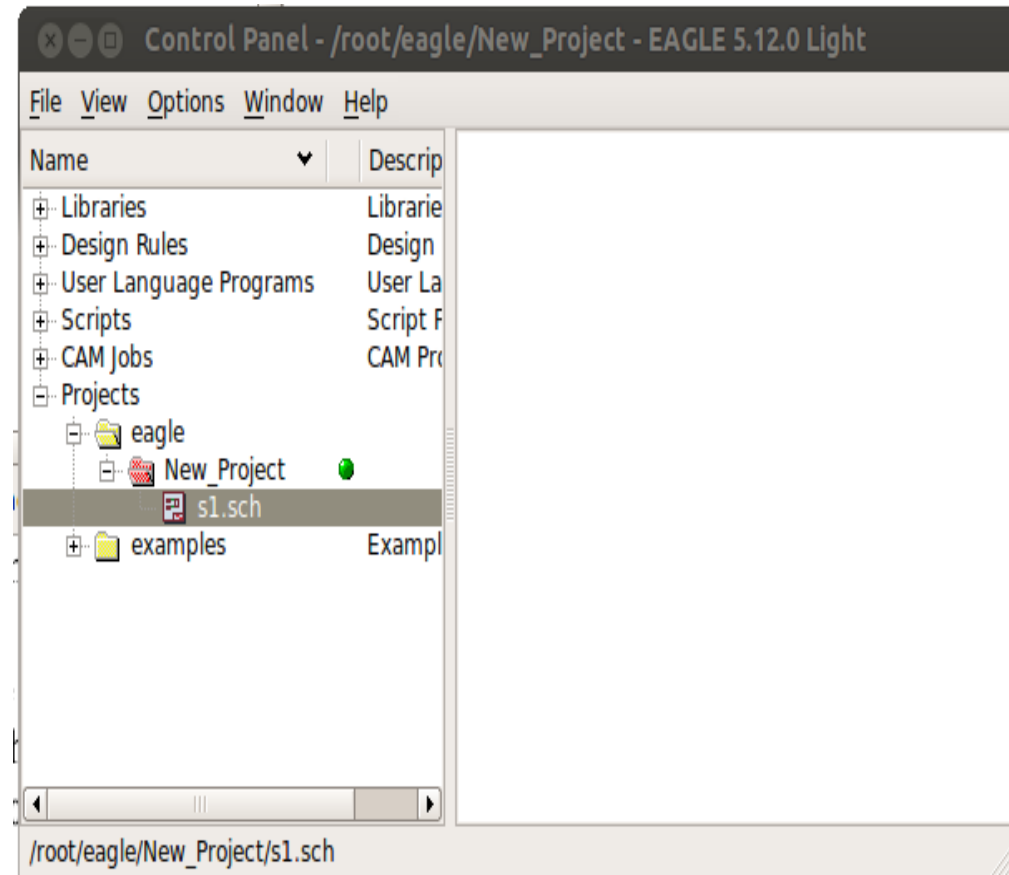 Control Panel - /root/eagle/New_Project - EAGLE 5.12.0 Light
File View Options Window Help
Name Descrip
Libraries Librarie
Design Rules Design
User Language Programs User La
Scripts Script F
CAM Jobs CAM Pro
Projects
eagle
New_Project
s1.sch
examples Exampl
/root/eagle/New_Project/s1.sch